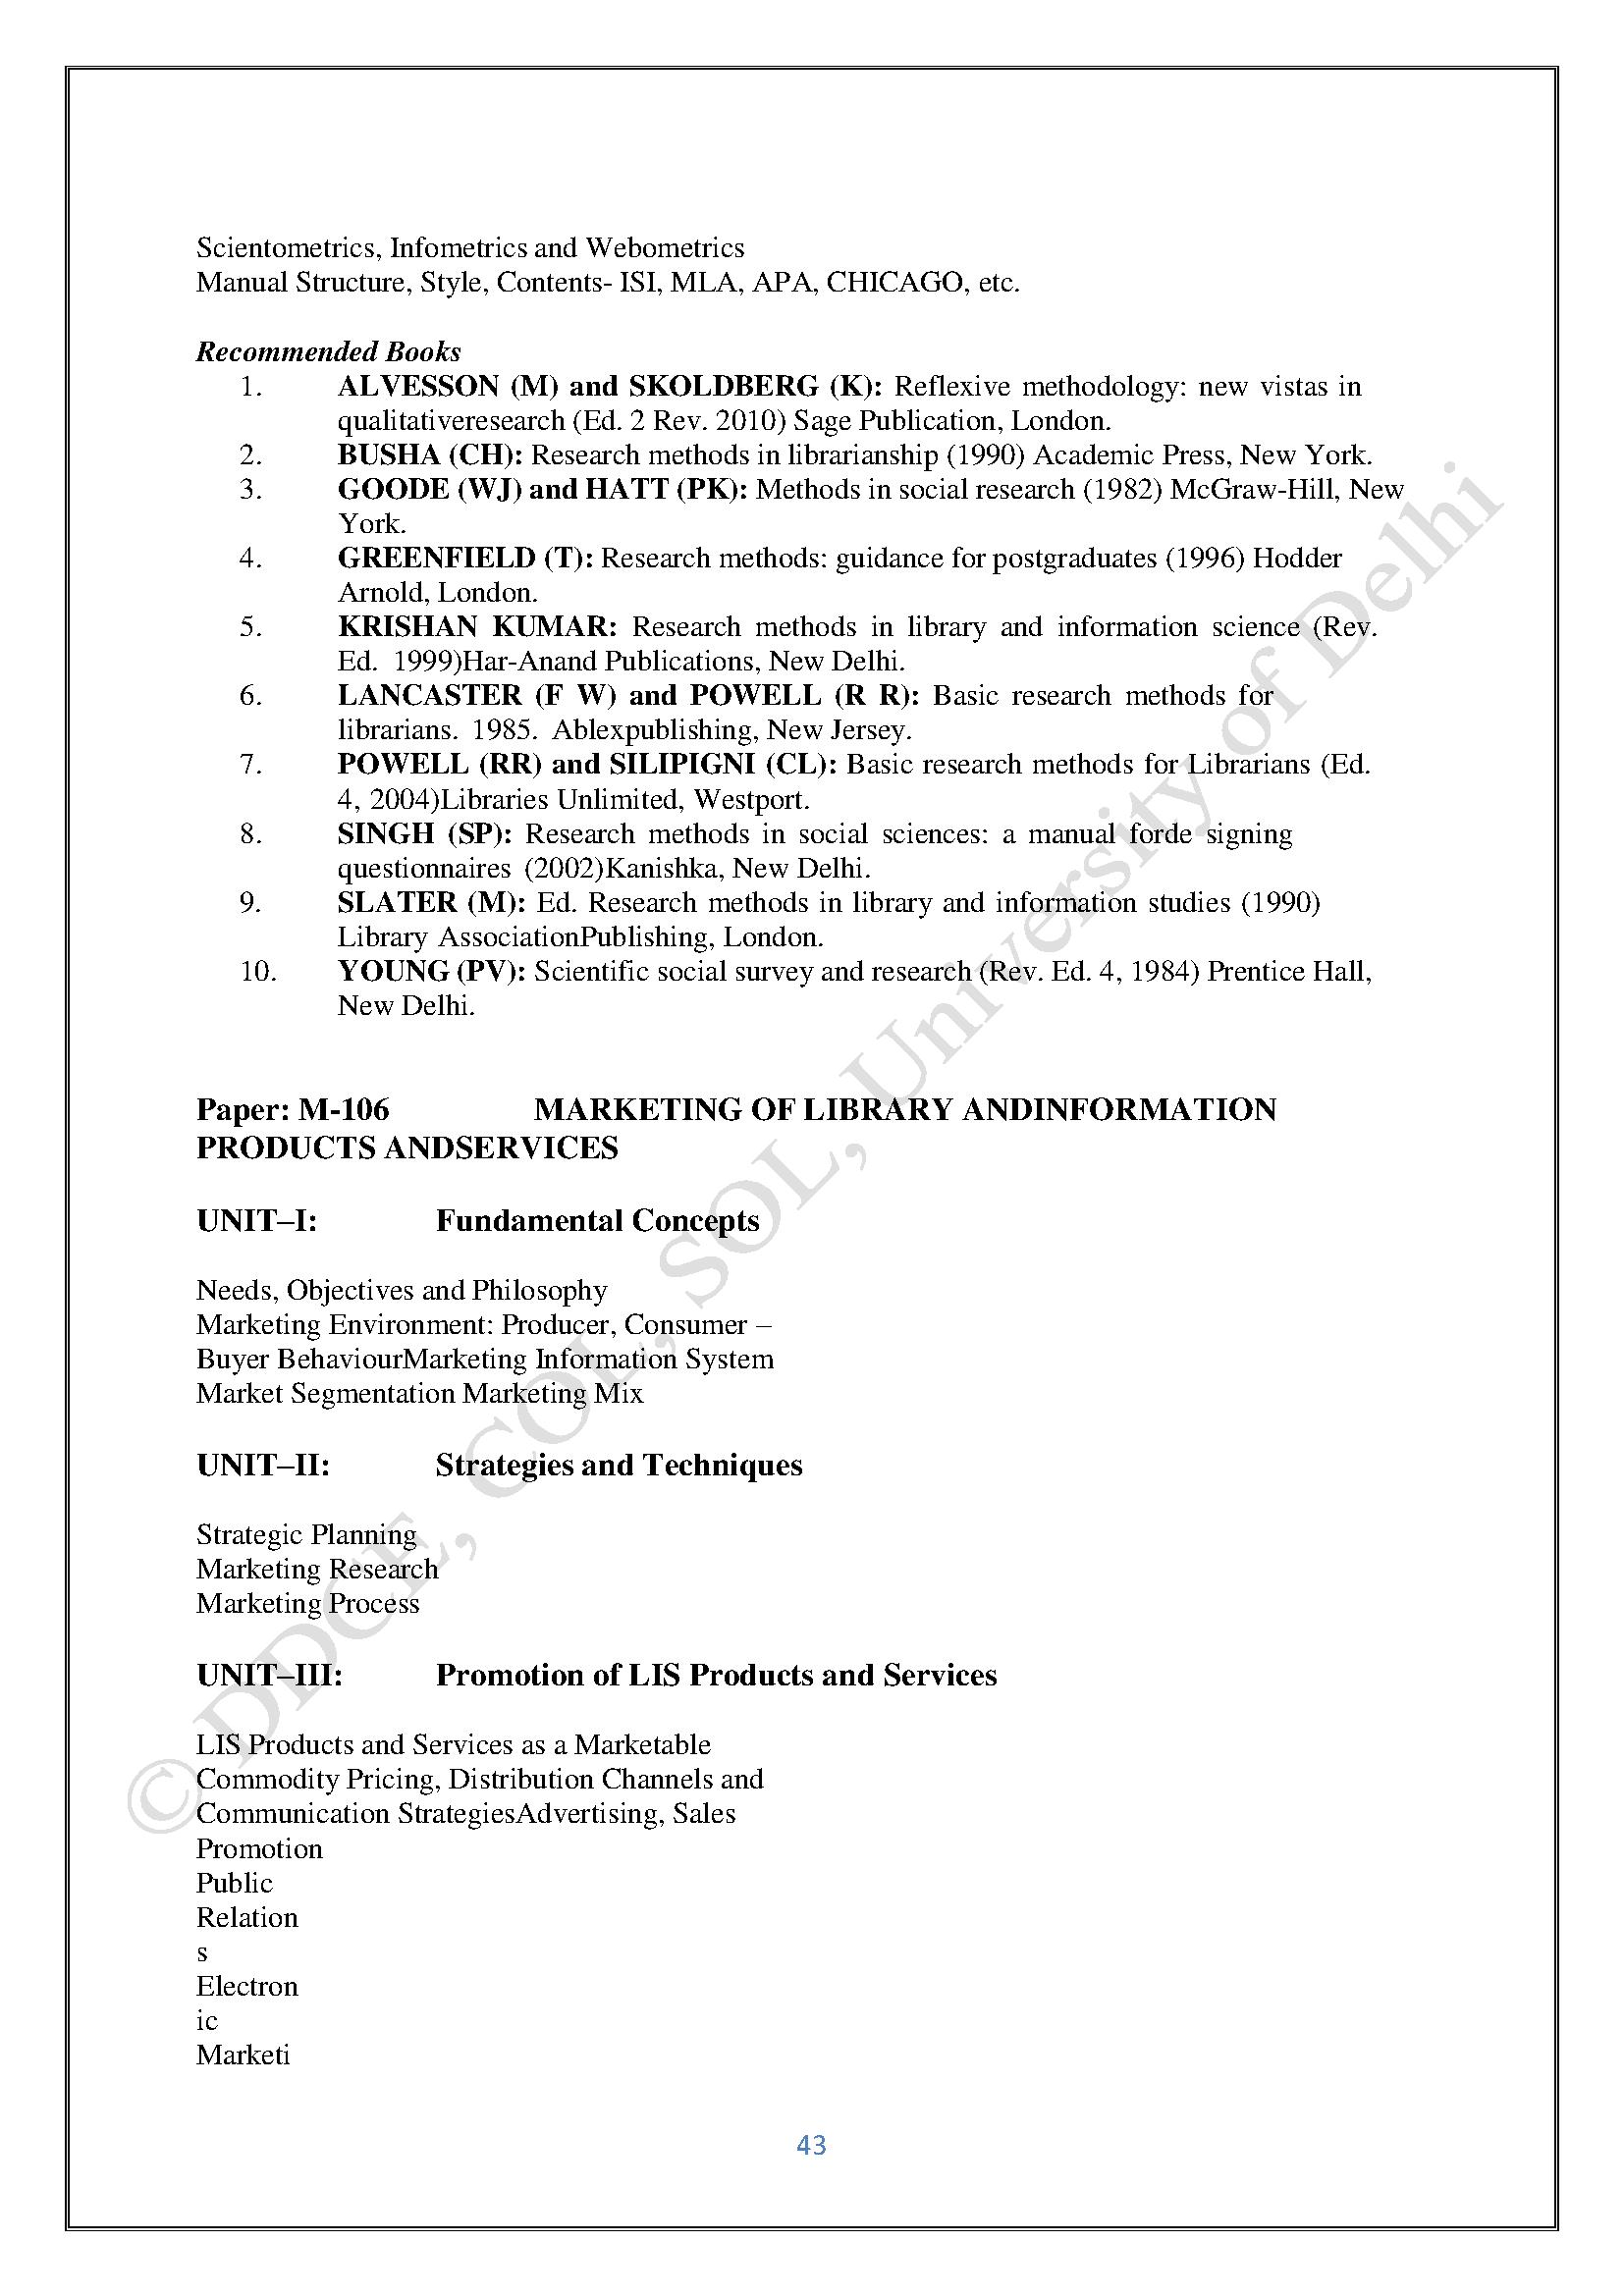 Scientometrics, Infometrics and Webometrics
Manual Structure, Style, Contents- ISI, MLA, APA, CHICAGO, etc.
Recommended Books
1. ALVESSON (M) and SKOLDBERG (K): Reflexive methodology: new vistas in
qualitativeresearch (Ed. 2 Rev. 2010) Sage Publication, London.
2. BUSHA (CH): Research methods in librarianship (1990) Academic Press, New York.
3. GOODE (WJ) and HATT (PK): Methods in social research (1982) McGraw-Hill, New
York.
4. GREENFIELD (T): Research methods: guidance for postgraduates (1996) Hodder
Arnold, London.
5. KRISHAN KUMAR: Research methods in library and information science (Rev.
Ed. 1999)Har-Anand Publications, New Delhi.
6. LANCASTER (F W) and POWELL (R R): Basic research methods for
librarians. 1985. Ablexpublishing, New Jersey.
7. POWELL (RR) and SILIPIGNI (CL): Basic research methods for Librarians (Ed.
4, 2004)Libraries Unlimited, Westport.
8. SINGH (SP): Research methods in social sciences: a manual forde signing
questionnaires (2002)Kanishka, New Delhi.
9. SLATER (M): Ed. Research methods in library and information studies (1990)
Library AssociationPublishing, London.
10. YOUNG (PV): Scientific social survey and research (Rev. Ed. 4, 1984) Prentice Hall,
New Delhi.
Paper: M-106 MARKETING OF LIBRARY ANDINFORMATION
PRODUCTS ANDSERVICES
UNIT–I: Fundamental Concepts
Needs, Objectives and Philosophy
Marketing Environment: Producer, Consumer –
Buyer BehaviourMarketing Information System
Market Segmentation Marketing Mix
UNIT–II: Strategies and Techniques
Strategic Planning
Marketing Research
Marketing Process
UNIT–III: Promotion of LIS Products and Services
LIS Products and Services as a Marketable
Commodity Pricing, Distribution Channels and
Communication StrategiesAdvertising, Sales
Promotion
Public
Relation
s
Electron
ic
Marketi
43
© DDCE, COL, SOL, University of Delhi